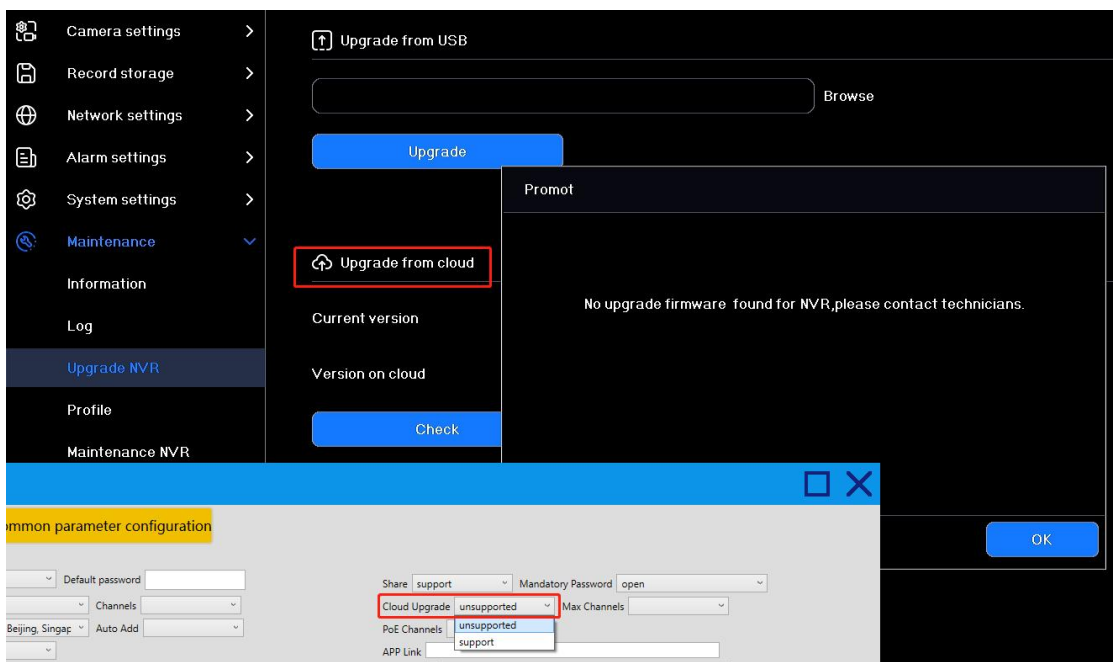 Camera settings
Record storage
Network settings
Alarm settings
System settings
Maintenance
Information
Log
Upgrade NVR
Profile
Maintenance NVR
Upgrade from USB
Browse
Upgrade
Upgrade from cloud
Current version
Version on cloud
Check
Promot
No upgrade firmware found for NVR,please contact technicians.
OK
ommon parameter configuration
Default password
Share support Mandatory Password open
Channels
Cloud Upgrade unsupported Max Channels
Beijing, Singap Auto Add
PoE Channels
unsupported
support
APP Link